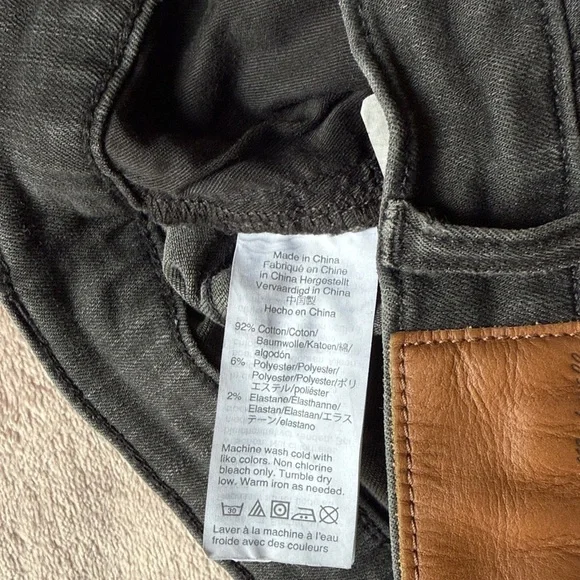 Made in China
Fabriqué en Chine
in China Hergestellt
Vervaardigd in China
中国製
Hecho en China
92% Cotton/Coton/
Baumwolle/Katoen/綿/
algodón
6% Polyester/Polyester/
Polyester/Polyester/ポリ
エステル/poliéster
2% Elastane/Élasthanne/
Elastan/Elastaan/エラス
テーン/elastano
Machine wash cold with
like colors. Non chlorine
bleach only. Tumble dry
low. Warm iron as needed.
30
Laver à la machine à l'eau
froide avec des couleurs